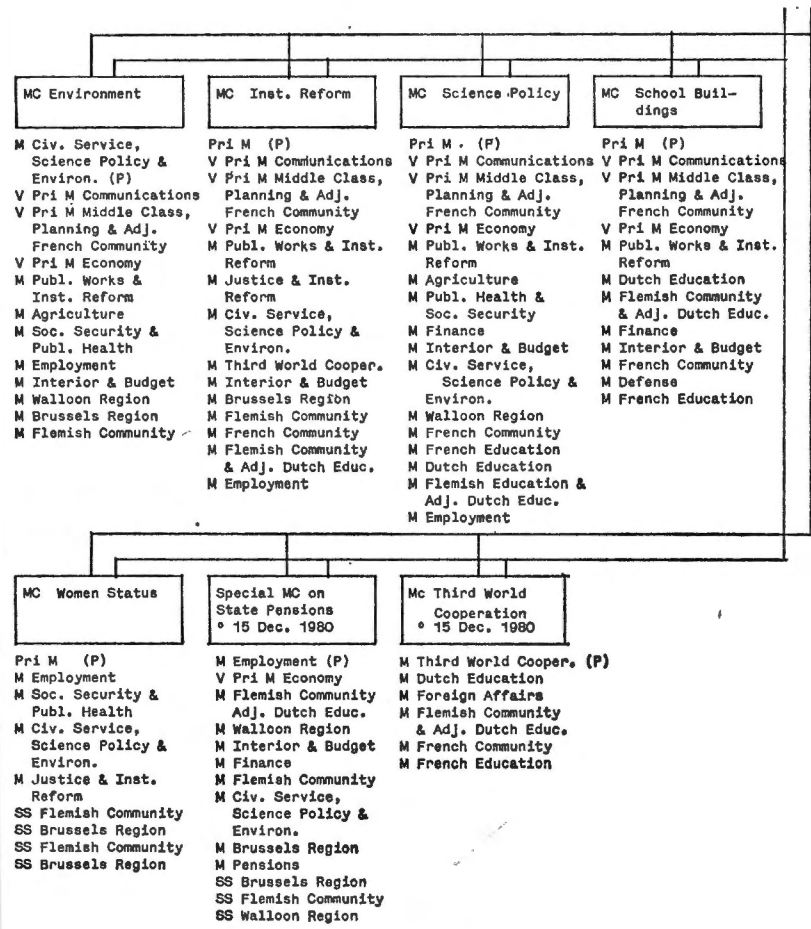 MC Environment
M Civ. Service,
Science Policy &
Environ. (P)
V Pri M Communications
V Pri M Middle Class,
Planning & Adj.
French Community
V Pri M Economy
M Publ. Works &
Inst. Reform
M Agriculture
M Soc. Security &
Publ. Health
M Employment
M Interior & Budget
M Walloon Region
M Brussels Region
M Flemish Community
MC Inst. Reform
Pri M (P)
V Pri M Communications
V Pri M Middle Class,
Planning & Adj.
French Community
V Pri M Economy
M Publ. Works & Inst.
Reform
M Justice & Inst.
Reform
M Civ. Service,
Science Policy &
Environ.
M Third World Cooper.
M Interior & Budget
M Brussels Region
M Flemish Community
M French Community
M Flemish Community
& Adj. Dutch Educ.
M Employment
MC Science Policy
Pri M. (P)
V Pri M Communications
V Pri M Middle Class,
Planning & Adj.
French Community
V Pri M Economy
M Publ. Works & Inst.
Reform
M Agriculture
M Publ. Health &
Soc. Security
M Finance
M Interior & Budget
M Civ. Service,
Science Policy &
Environ.
M Walloon Region
M French Community
M French Education
M Dutch Education
M Flemish Education &
Adj. Dutch Educ.
M Employment
MC School Buil-
dings
Pri M (P)
V Pri M Communications
V Pri M Middle Class,
Planning & Adj.
French Community
V Pri M Economy
M Publ. Works & Inst.
Reform
M Dutch Education
M Flemish Community
& Adj. Dutch Educ.
M Finance
M Interior & Budget
M French Community
M Defense
M French Education
MC Women Status
Pri M (P)
M Employment
M Soc. Security &
Publ. Health
M Civ. Service,
Science Policy &
Environ.
M Justice & Inst.
Reform
SS Flemish Community
SS Brussels Region
SS Flemish Community
SS Brussels Region
Special MC on
State Pensions
° 15 Dec. 1980
M Employment (P)
V Pri M Economy
M Flemish Community
Adj. Dutch Educ.
M Walloon Region
M Interior & Budget
M Finance
M Flemish Community
M Civ. Service,
Science Policy &
Environ.
M Brussels Region
M Pensions
SS Brussels Region
SS Flemish Community
SS Walloon Region
Mc Third World
Cooperation
° 15 Dec. 1980
M Third World Cooper. (P)
M Dutch Education
M Foreign Affairs
M Flemish Community
& Adj. Dutch Educ.
M French Community
M French Education